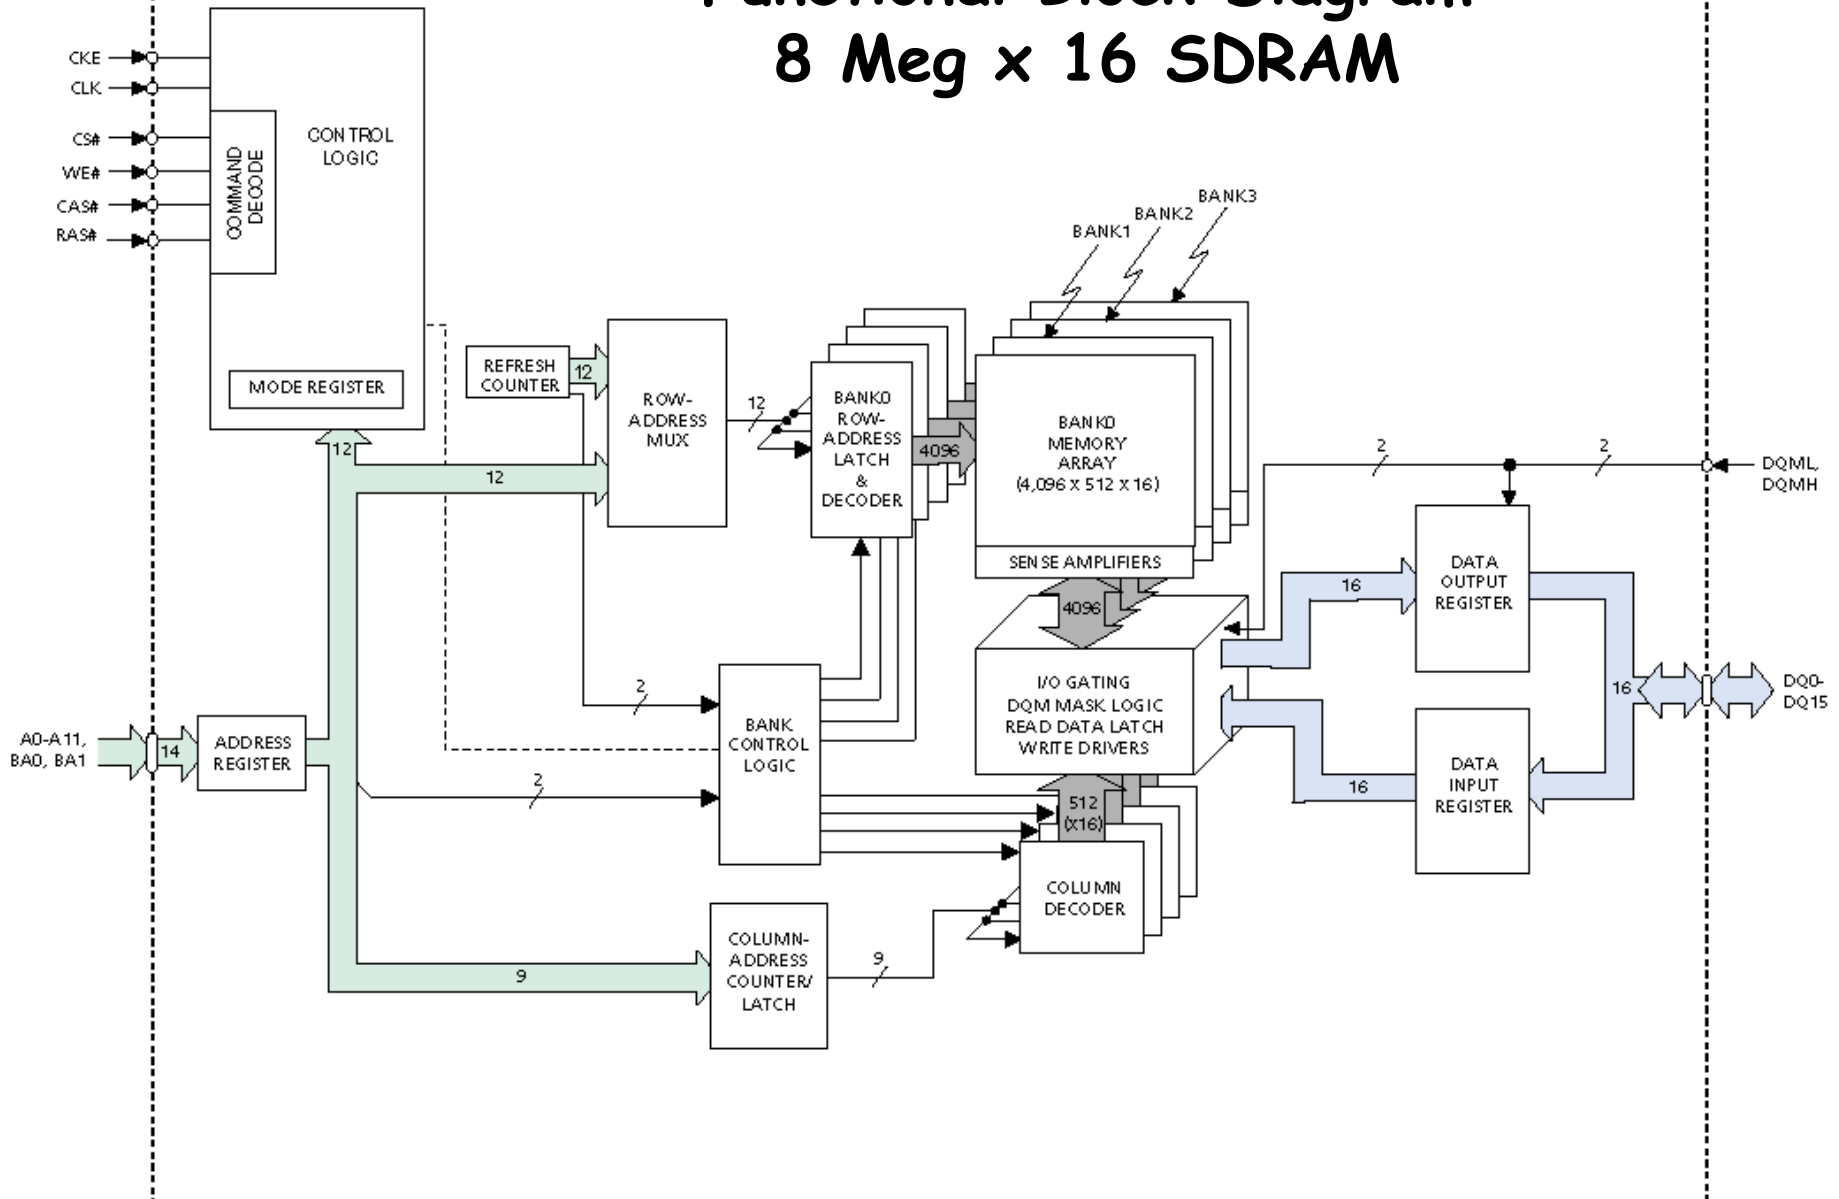 Functional Block Diagram
8 Meg x 16 SDRAM
CKE
CLK
CS#
WE#
CAS#
RAS#
COMMAND
DECODE
CONTROL
LOGIC
MODE REGISTER
12
BANK1
BANK2
BANK3
REFRESH
COUNTER
12
12
ROW-
ADDRESS
MUX
12
BANK0
ROW-
ADDRESS
LATCH
&
DECODER
4096
BANK0
MEMORY
ARRAY
(4,096 x 512 x 16)
SENSE AMPLIFIERS
4096
2
2
DQML,
DQMH
DATA
OUTPUT
REGISTER
16
I/O GATING
DQM MASK LOGIC
READ DATA LATCH
WRITE DRIVERS
16
DQ0-
DQ15
DATA
INPUT
REGISTER
16
A0-A11,
BA0, BA1
14
ADDRESS
REGISTER
2
2
BANK
CONTROL
LOGIC
512
(x16)
COLUMN
DECODER
9
COLUMN-
ADDRESS
COUNTER/
LATCH
9